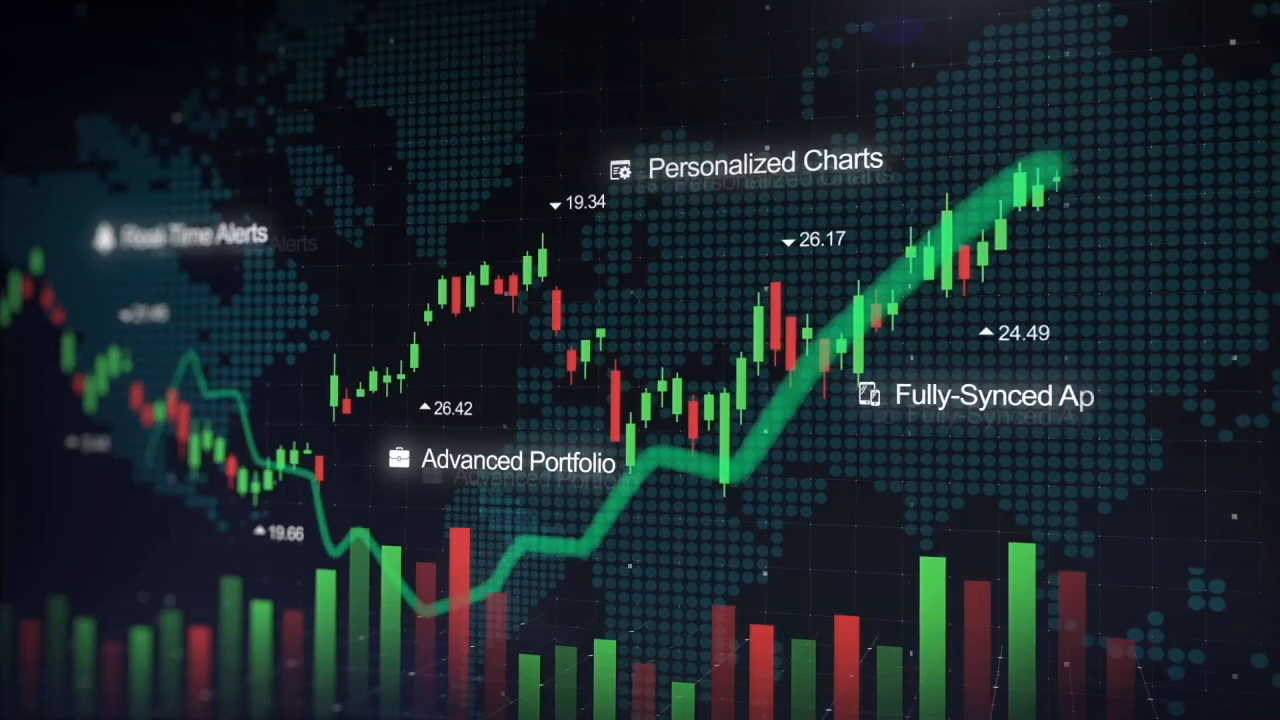 Personalized Charts
19.34
Real-Time Alerts
26.17
24.49
Fully-Synced Ap
26.42
Advanced Portfolio
19.66